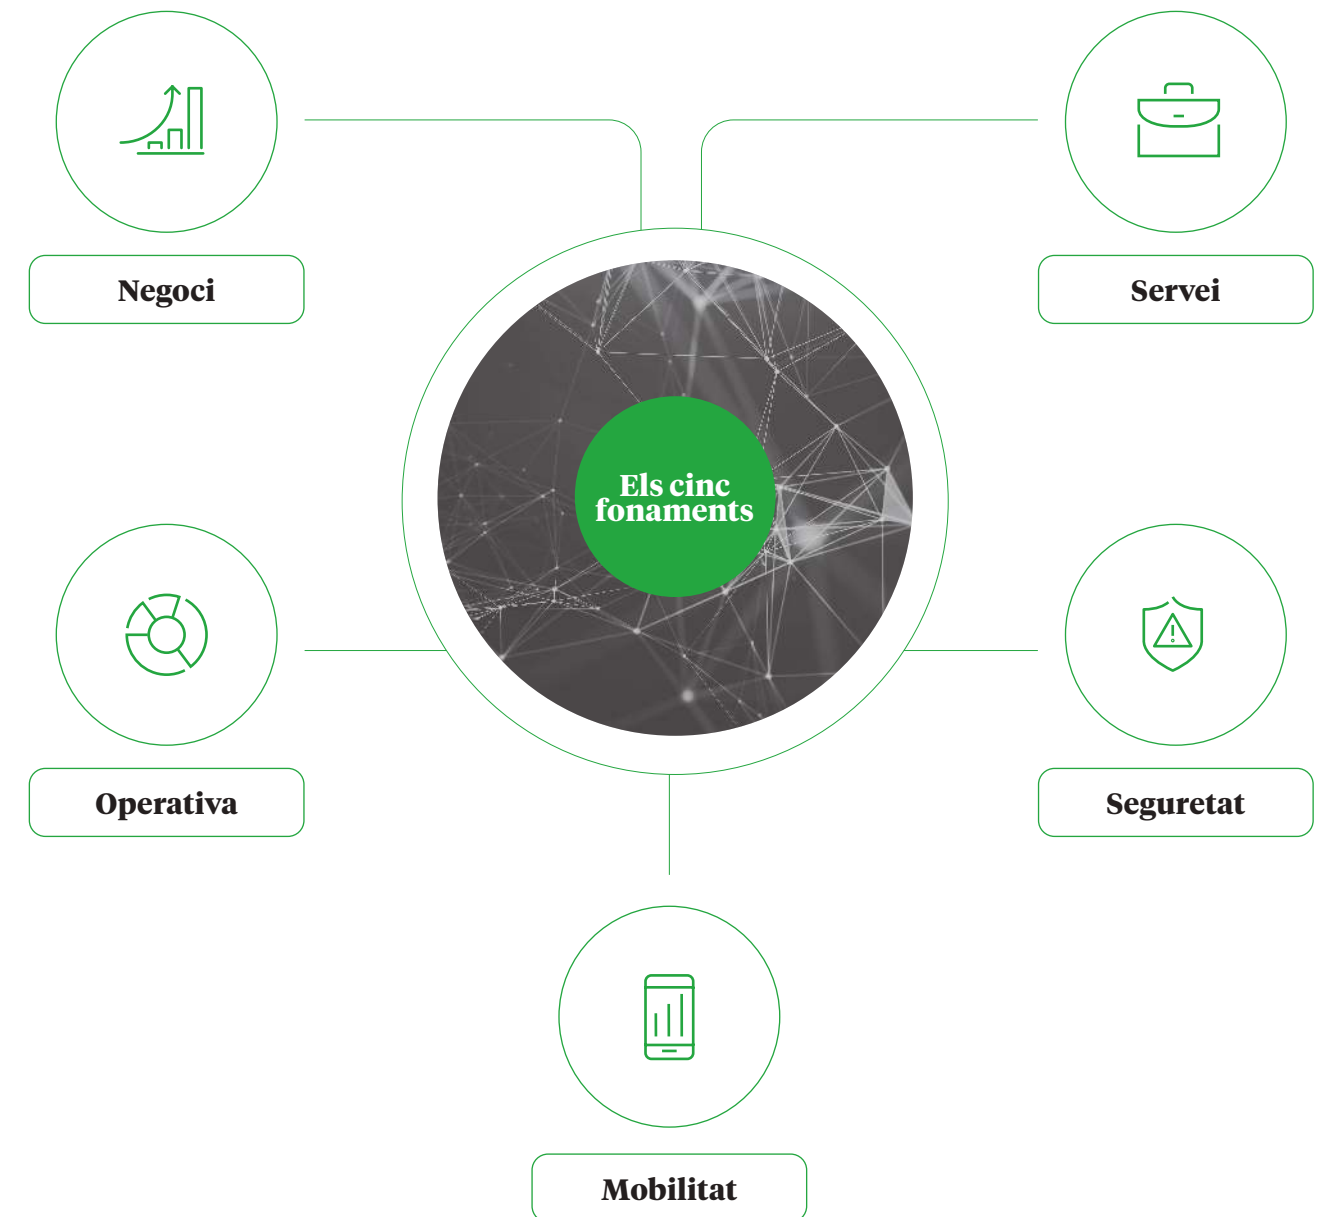 Negoci
Servei
Els cinc
fonaments
Operativa
Seguretat
Mobilitat